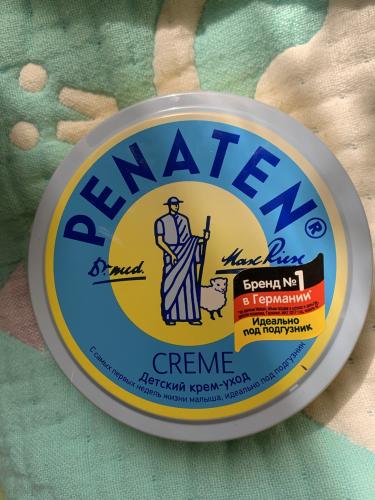 PENATEN®
Dr med. Max Riese
Бренд №1
в Германии*
Идеально
под подгузник
CREME
Детский крем-уход
С самых первых недель жизни малыша, идеально под подгузник